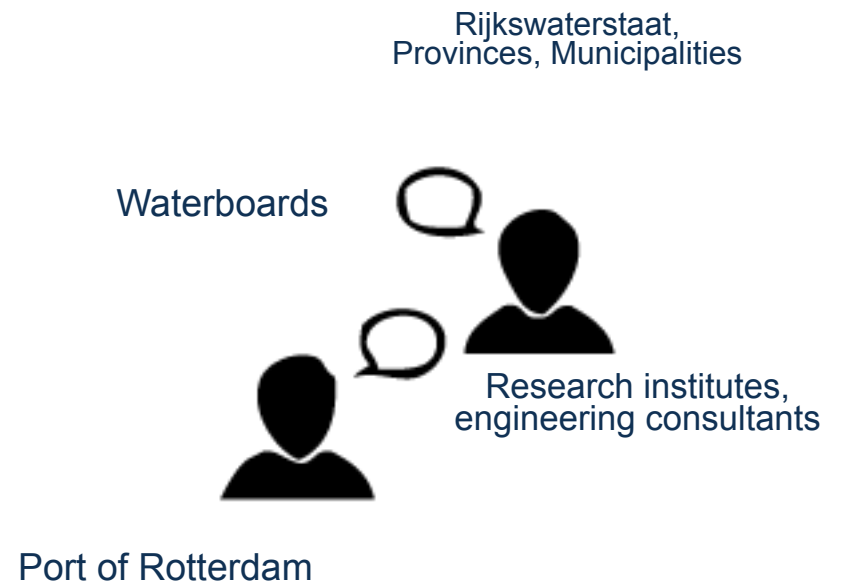 Rijkswaterstaat,
Provinces, Municipalities
Waterboards
Research institutes,
engineering consultants
Port of Rotterdam